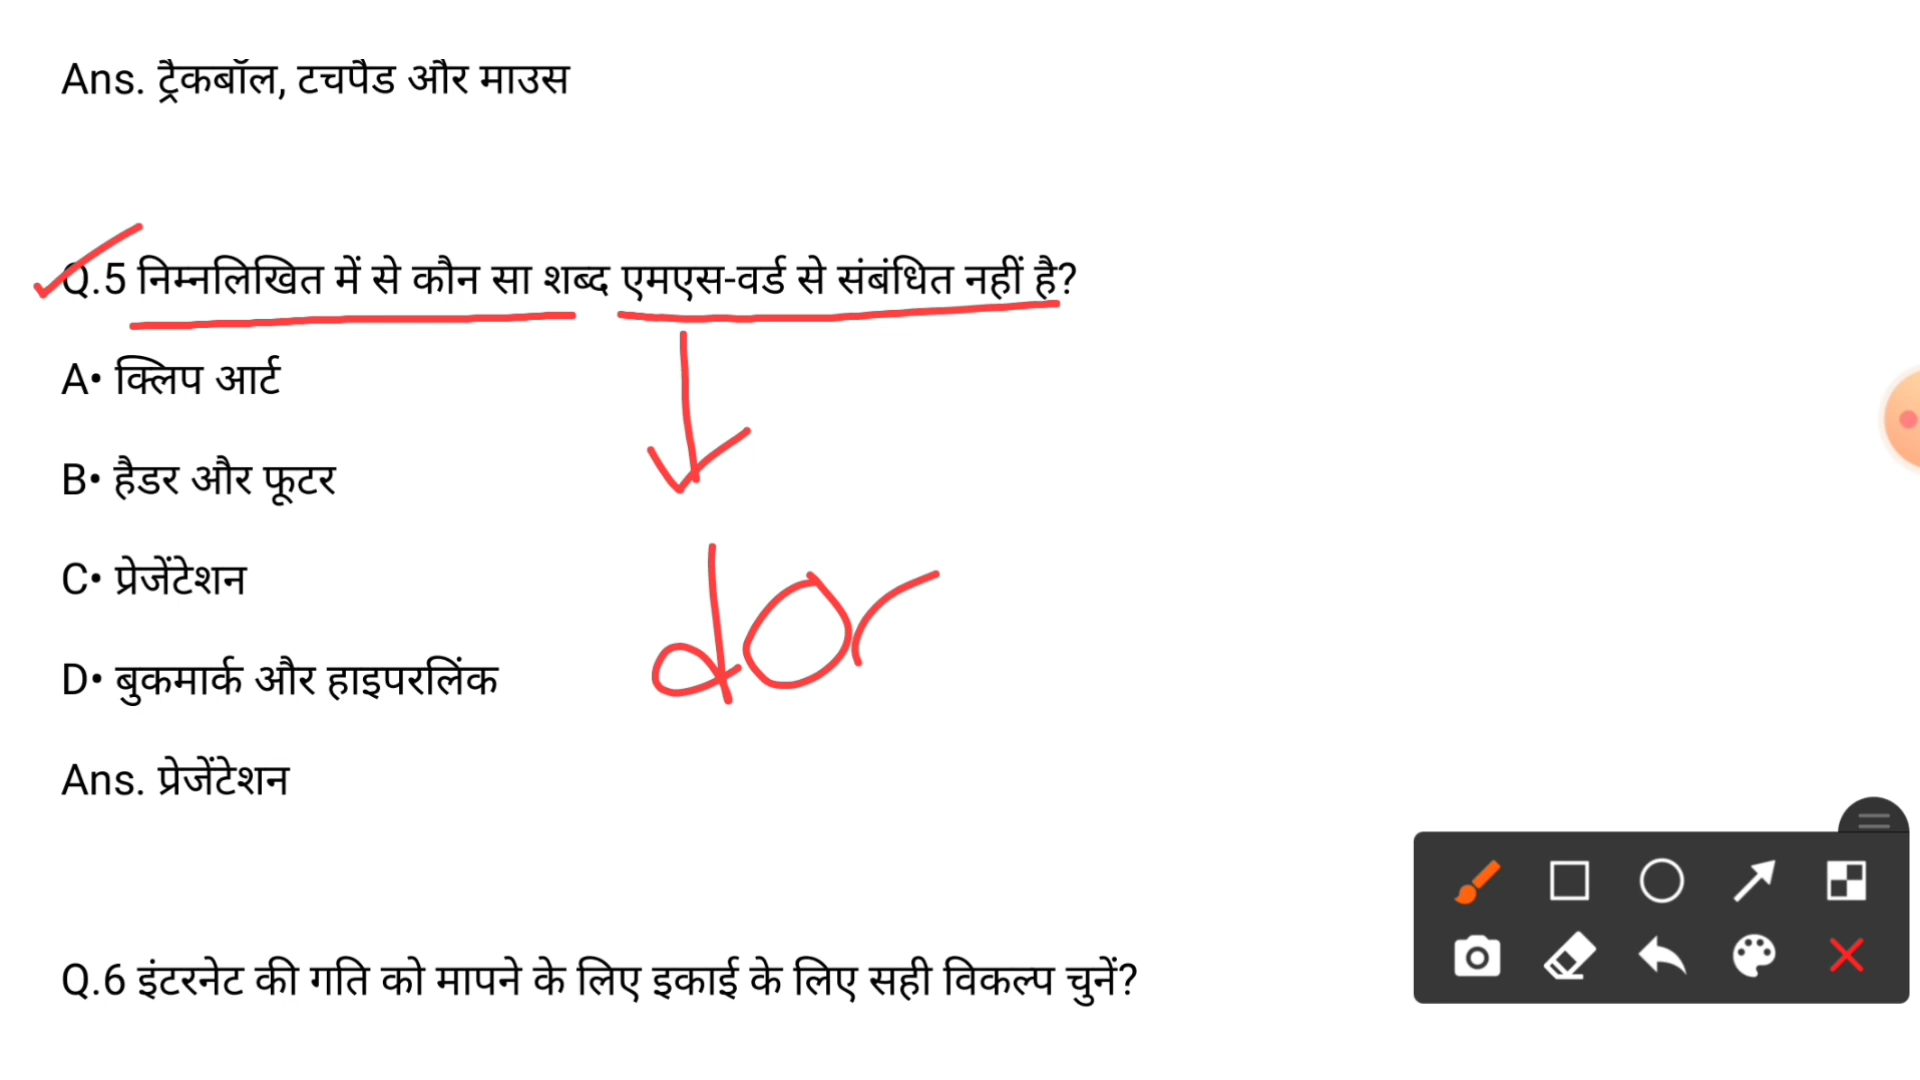 Ans. ट्रैकबॉल, टचपैड और माउस
Q.5 निम्नलिखित में से कौन सा शब्द एमएस-वर्ड से संबंधित नहीं है?
A• क्लिप आर्ट
B• हैडर और फूटर
C• प्रेजेंटेशन
D• बुकमार्क और हाइपरलिंक
Ans. प्रेजेंटेशन
Q.6 इंटरनेट की गति को मापने के लिए इकाई के लिए सही विकल्प चुनें?